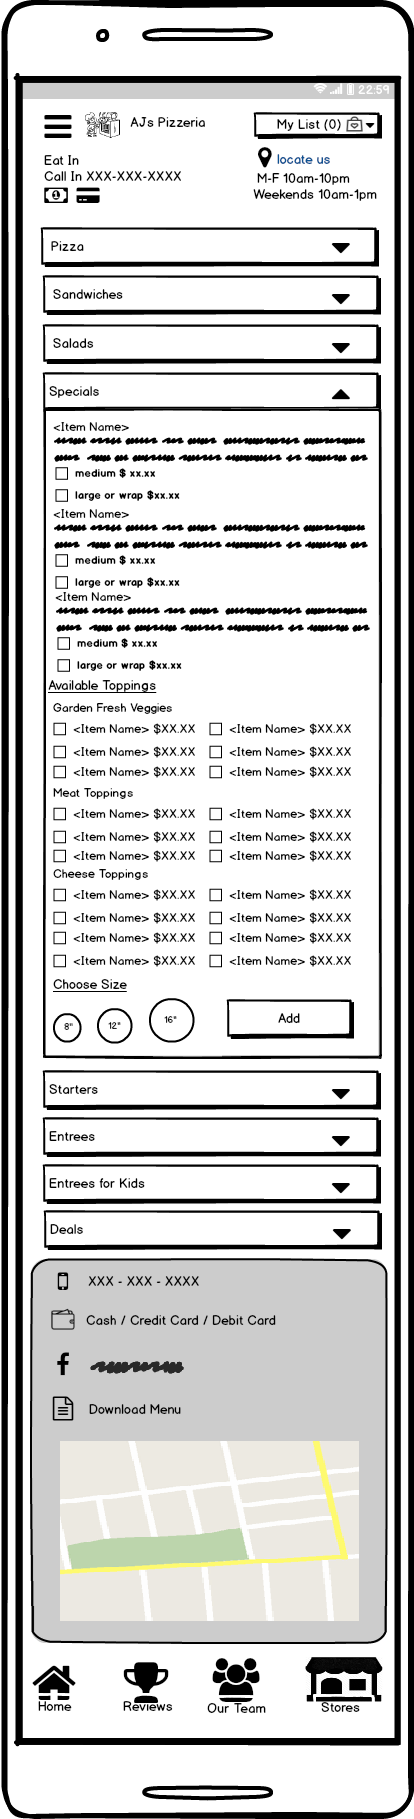 22:59
AJs Pizzeria
My List (0)
Eat In
Call In XXX-XXX-XXXX
locate us
M-F 10am-10pm
Weekends 10am-1pm
Pizza
Sandwiches
Salads
Specials
<Item Name>
medium $ xx.xx
large or wrap $xx.xx
<Item Name>
medium $ xx.xx
large or wrap $xx.xx
<Item Name>
medium $ xx.xx
large or wrap $xx.xx
Available Toppings
Garden Fresh Veggies
<Item Name> $XX.XX <Item Name> $XX.XX
<Item Name> $XX.XX <Item Name> $XX.XX
<Item Name> $XX.XX <Item Name> $XX.XX
Meat Toppings
<Item Name> $XX.XX <Item Name> $XX.XX
<Item Name> $XX.XX <Item Name> $XX.XX
<Item Name> $XX.XX <Item Name> $XX.XX
Cheese Toppings
<Item Name> $XX.XX <Item Name> $XX.XX
<Item Name> $XX.XX <Item Name> $XX.XX
<Item Name> $XX.XX <Item Name> $XX.XX
<Item Name> $XX.XX <Item Name> $XX.XX
Choose Size
8" 12" 16" Add
Starters
Entrees
Entrees for Kids
Deals
XXX - XXX - XXXX
Cash / Credit Card / Debit Card
f
Download Menu
Home Reviews Our Team Stores